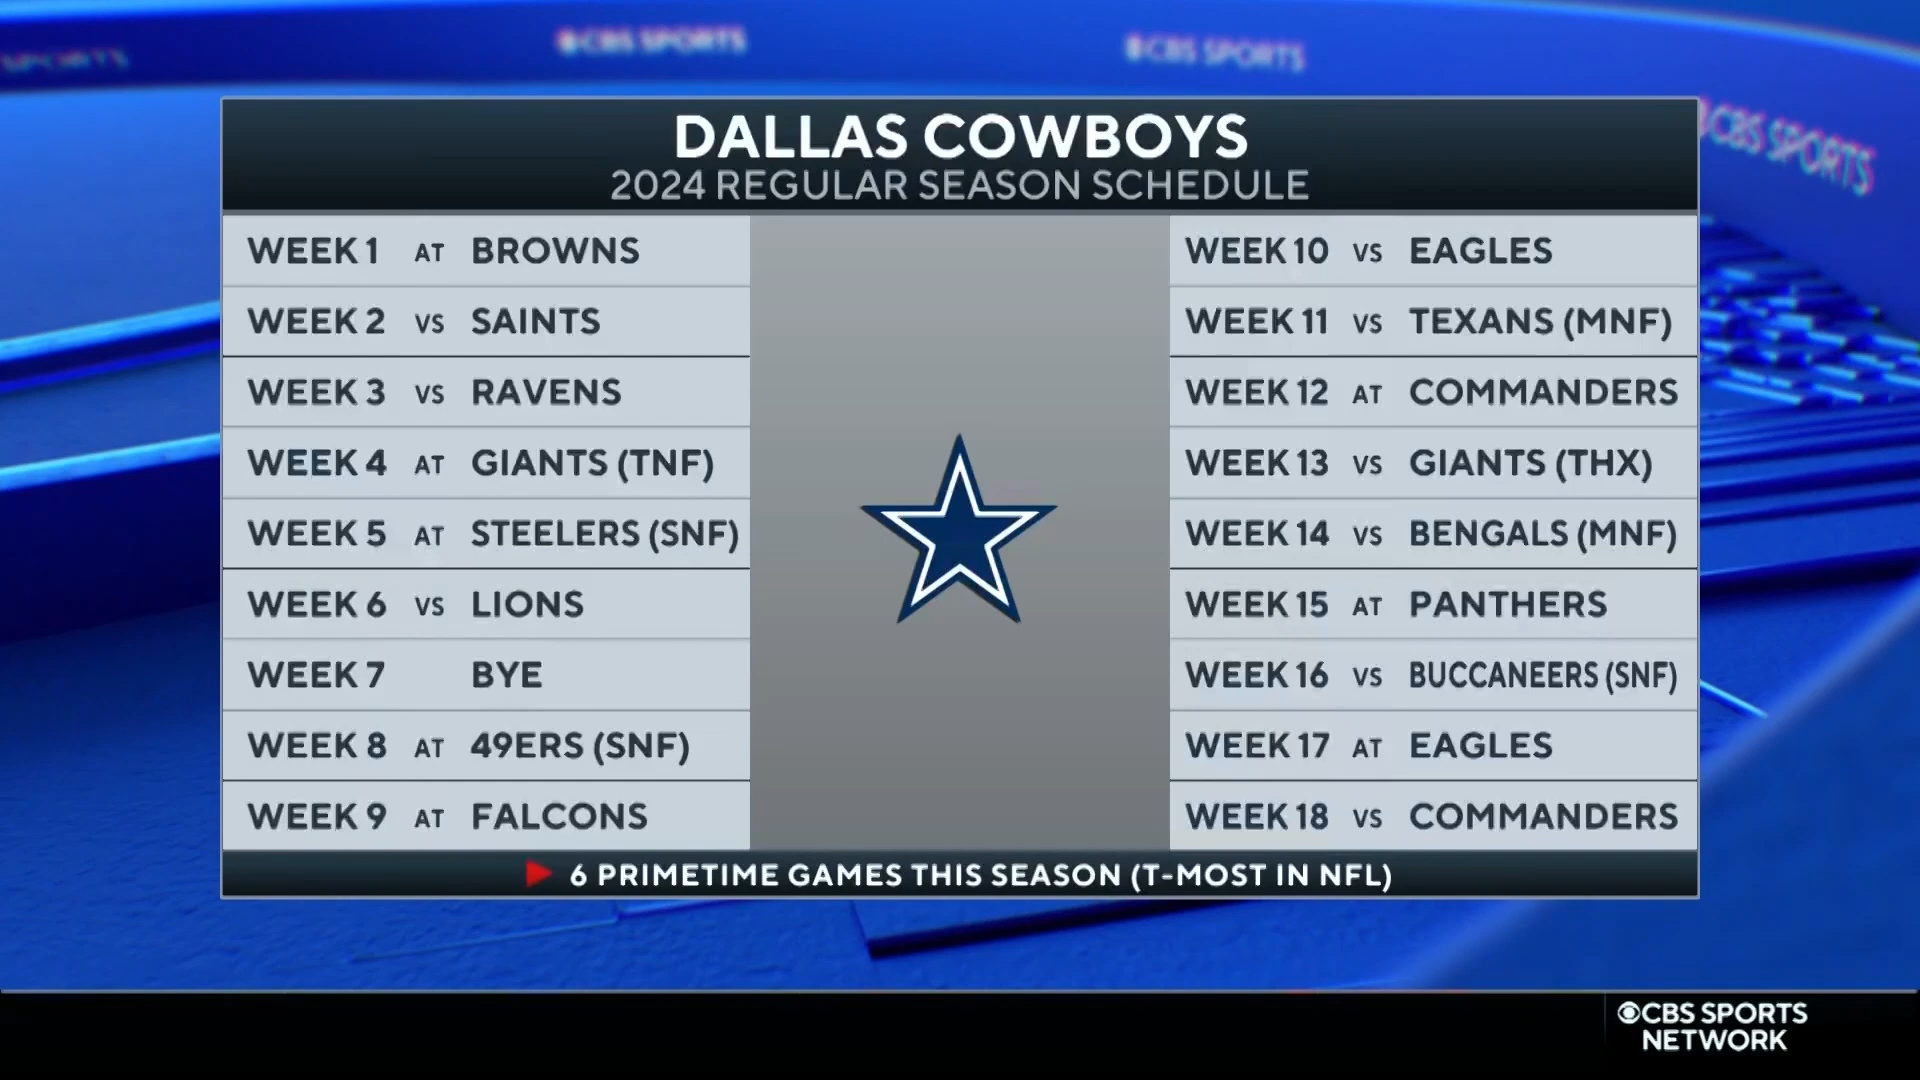 SPORTS
CBS SPORTS
CBS SPORTS
CBS SPORTS
DALLAS COWBOYS
2024 REGULAR SEASON SCHEDULE
WEEK 1 AT BROWNS
WEEK 2 VS SAINTS
WEEK 3 VS RAVENS
WEEK 4 AT GIANTS (TNF)
WEEK 5 AT STEELERS (SNF)
WEEK 6 VS LIONS
WEEK 7 BYE
WEEK 8 AT 49ERS (SNF)
WEEK 9 AT FALCONS
WEEK 10 VS EAGLES
WEEK 11 VS TEXANS (MNF)
WEEK 12 AT COMMANDERS
WEEK 13 VS GIANTS (THX)
WEEK 14 VS BENGALS (MNF)
WEEK 15 AT PANTHERS
WEEK 16 VS BUCCANEERS (SNF)
WEEK 17 AT EAGLES
WEEK 18 VS COMMANDERS
6 PRIMETIME GAMES THIS SEASON (T-MOST IN NFL)
CBS SPORTS
NETWORK